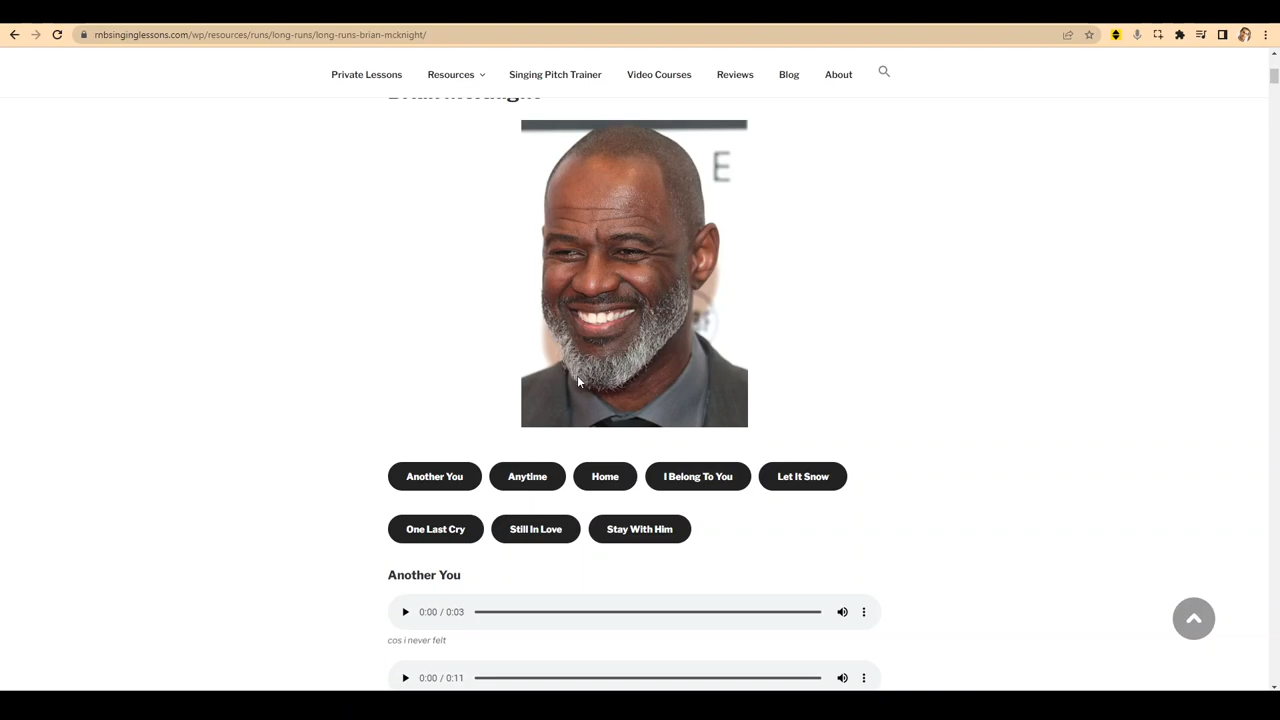 rnbsinginglessons.com/wp/resources/runs/long-runs/long-runs-brian-mcknight/
Private Lessons Resources Singing Pitch Trainer Video Courses Reviews Blog About
Brian McKnight
E
Another You Anytime Home I Belong To You Let It Snow
One Last Cry Still In Love Stay With Him
Another You
0:00 / 0:03
cos i never felt
0:00 / 0:11